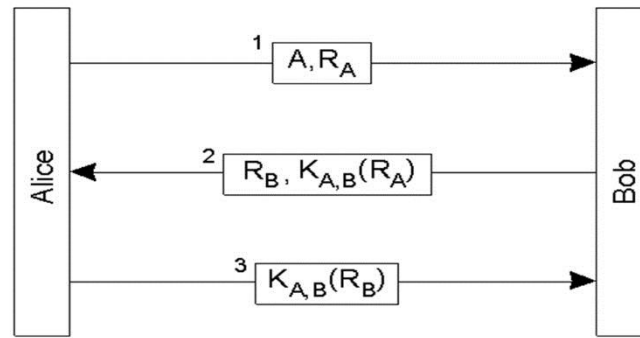 Alice
1
A, R_A
2
R_B, K_A,B(R_A)
3
K_A,B(R_B)
Bob